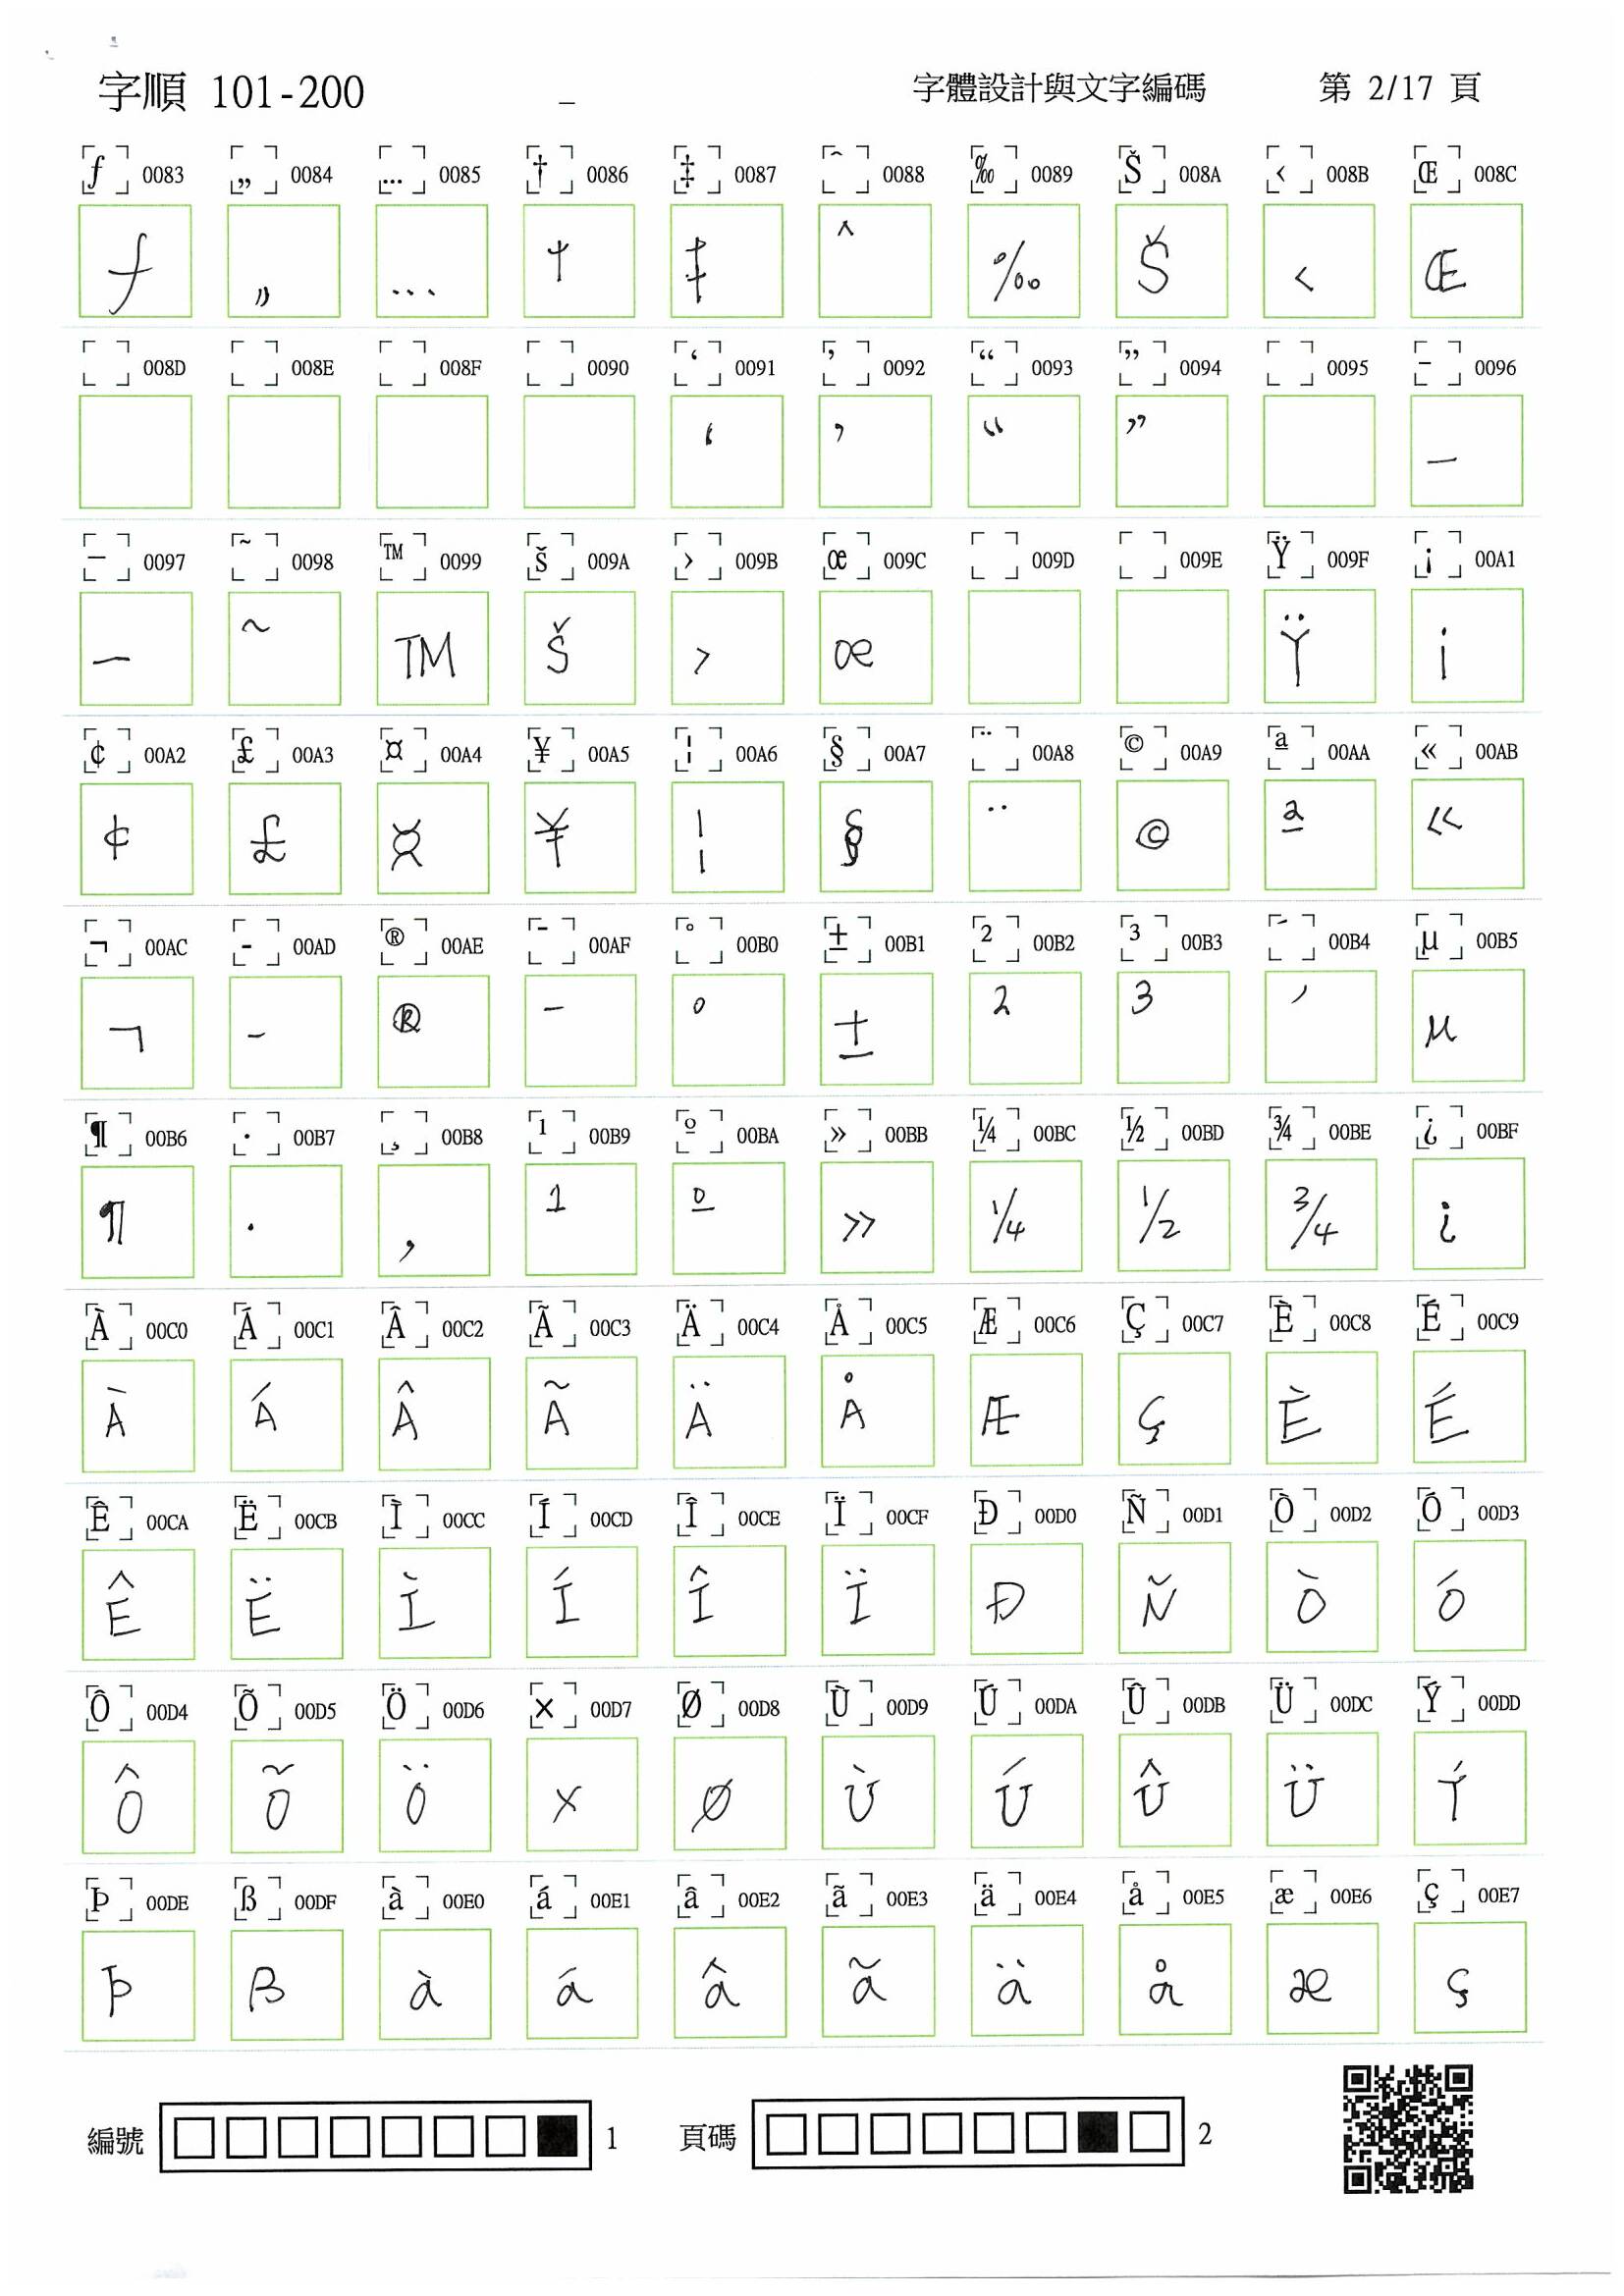 字順 101-200 字體設計與文字編碼 第 2/17 頁
ƒ 0083 „ 0084 … 0085 † 0086 ‡ 0087 ˆ 0088 ‰ 0089 Š 008A ‹ 008B Œ 008C
ƒ „ … † ‡ ˆ ‰ Š ‹ Œ
008D 008E 008F 0090 ‘ 0091 ’ 0092 “ 0093 ” 0094 0095 – 0096
‘ ’ “ ” –
— 0097 ˜ 0098 ™ 0099 š 009A › 009B œ 009C 009D 009E Ÿ 009F ¡ 00A1
— ˜ TM š › œ Ÿ i
¢ 00A2 £ 00A3 ¤ 00A4 ¥ 00A5 ¦ 00A6 § 00A7 ¨ 00A8 © 00A9 ª 00AA « 00AB
¢ £ ¤ ¥ ¦ § ¨ © ª «
¬ 00AC - 00AD ® 00AE ¯ 00AF ° 00B0 ± 00B1 ² 00B2 ³ 00B3 ´ 00B4 µ 00B5
¬ - ® ¯ ° ± ² ³ ´ µ
¶ 00B6 · 00B7 ¸ 00B8 ¹ 00B9 º 00BA » 00BB ¼ 00BC ½ 00BD ¾ 00BE ¿ 00BF
¶ · , ¹ º » ¼ ½ ¾ ¿
À 00C0 Á 00C1 Â 00C2 Ã 00C3 Ä 00C4 Å 00C5 Æ 00C6 Ç 00C7 È 00C8 É 00C9
À Á Â Ã Ä Å Æ Ç È É
Ê 00CA Ë 00CB Ì 00CC Í 00CD Î 00CE Ï 00CF Ð 00D0 Ñ 00D1 Ò 00D2 Ó 00D3
Ê Ë Ì Í Î Ï Ð Ñ Ò Ó
Ô 00D4 Õ 00D5 Ö 00D6 × 00D7 Ø 00D8 Ù 00D9 Ú 00DA Û 00DB Ü 00DC Ý 00DD
Ô Õ Ö × Ø Ù Ú Û Ü Ý
Þ 00DE ß 00DF à 00E0 á 00E1 â 00E2 ã 00E3 ä 00E4 å 00E5 æ 00E6 ç 00E7
Þ ß à á â ã ä å æ ç
編號 1 頁碼 2